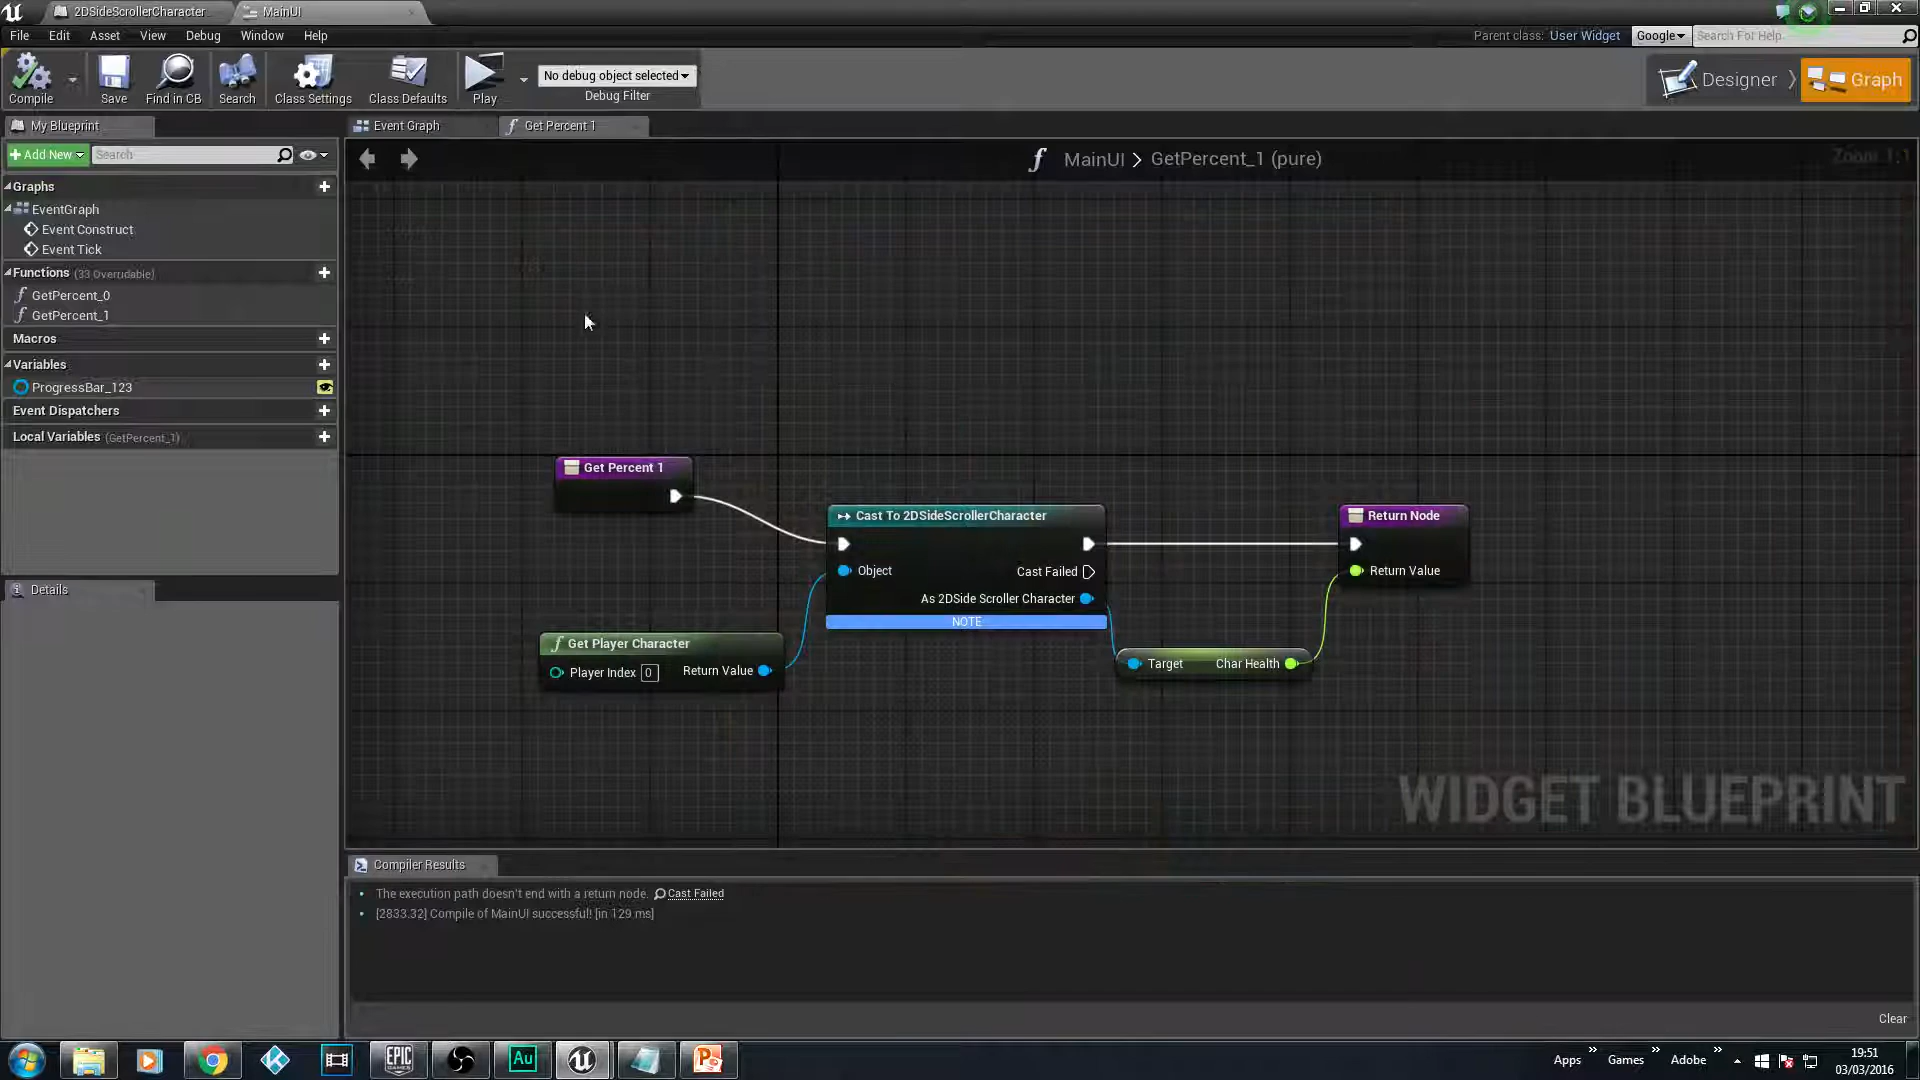 2DSideScrollerCharacter
MainUI
File Edit Asset View Debug Window Help
Parent class: User Widget
Google
Search For Help
Compile
Save
Find in CB
Search
Class Settings
Class Defaults
Play
No debug object selected
Debug Filter
Designer
Graph
My Blueprint
Event Graph
Get Percent 1
Add New
Search
MainUI > GetPercent_1 (pure)
Zoom 1:1
Graphs
EventGraph
Event Construct
Event Tick
Functions (33 Overridable)
GetPercent_0
GetPercent_1
Macros
Variables
ProgressBar_123
Event Dispatchers
Local Variables (GetPercent_1)
Details
Get Percent 1
Cast To 2DSideScrollerCharacter
Object
Cast Failed
As 2DSide Scroller Character
NOTE
Return Node
Return Value
Get Player Character
Player Index 0
Return Value
Target
Char Health
WIDGET BLUEPRINT
Compiler Results
The execution path doesn't end with a return node. Cast Failed
[2833.32] Compile of MainUI successful! [in 129 ms]
Clear
EPIC GAMES
Au
Apps
Games
Adobe
19:51
03/03/2016